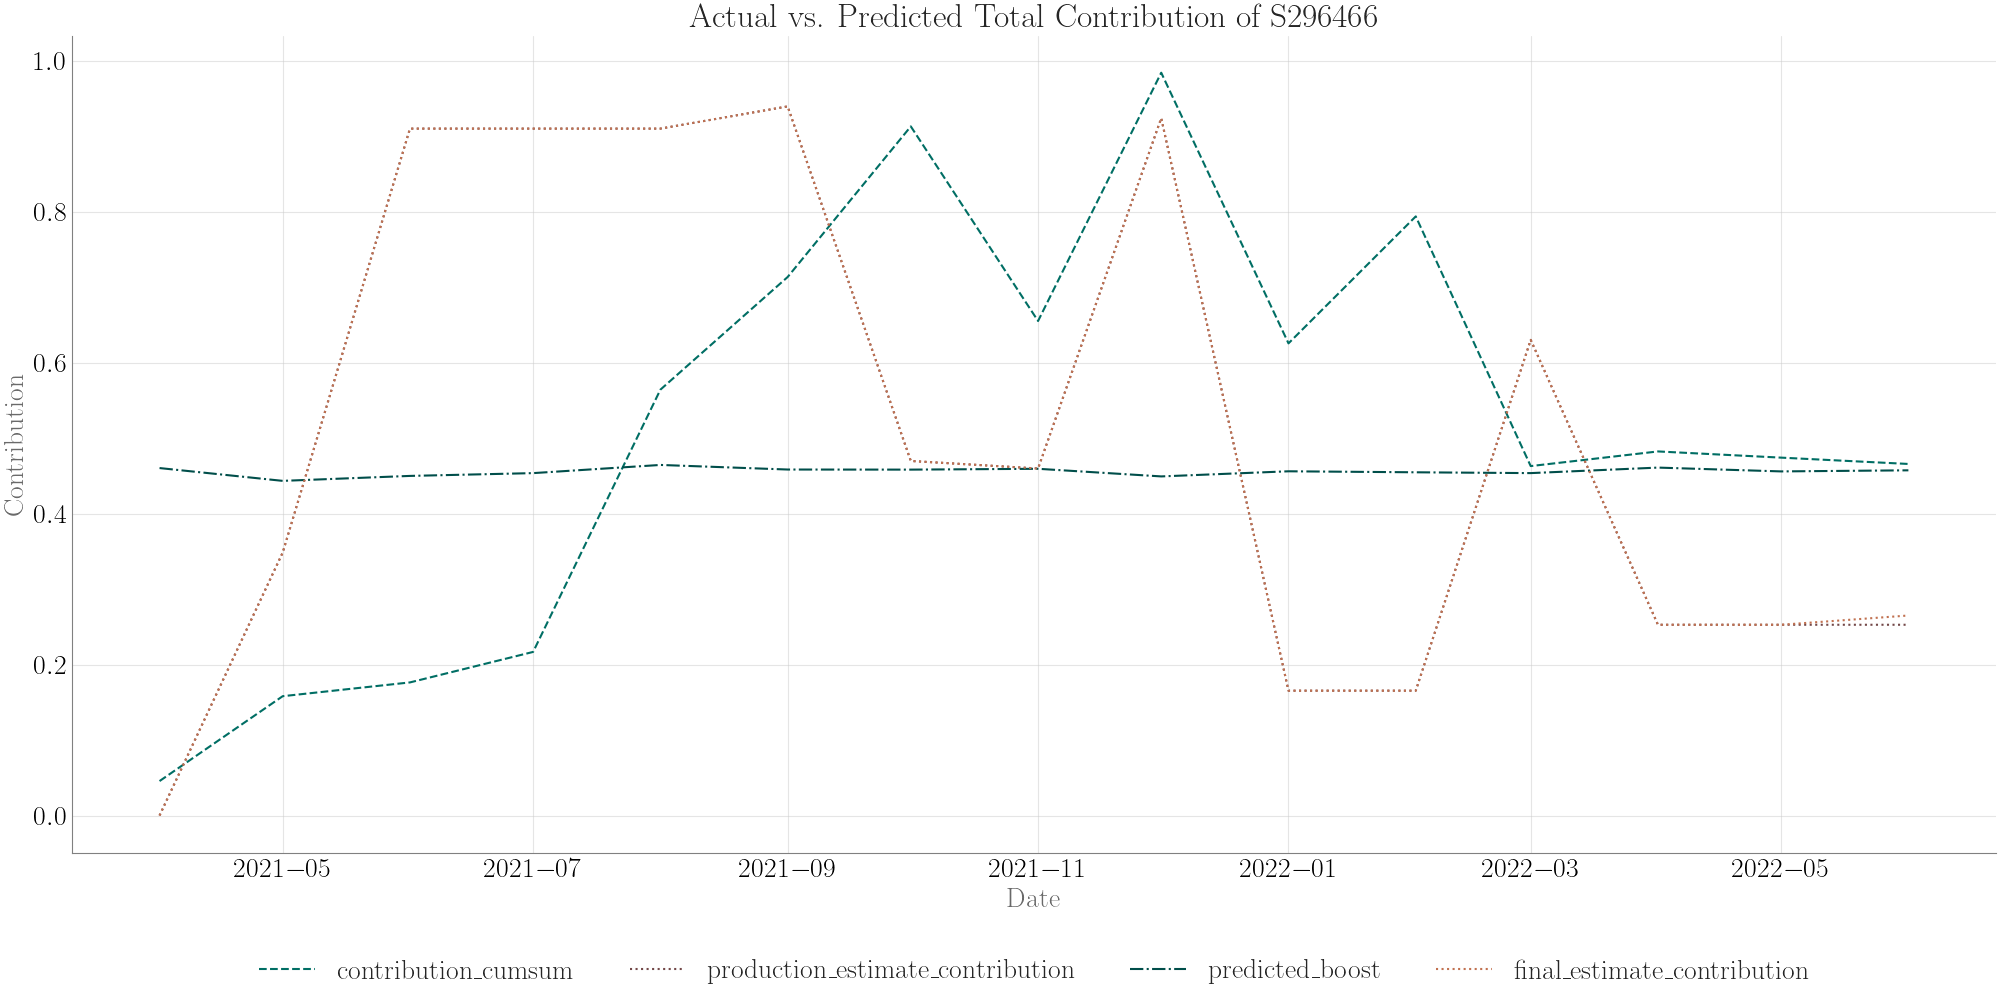 Actual vs. Predicted Total Contribution of S296466
1.0
0.8
0.6
0.4
0.2
0.0
Contribution
2021–05 2021–07 2021–09 2021–11 2022–01 2022–03 2022–05
Date
contribution_cumsum production_estimate_contribution predicted_boost final_estimate_contribution